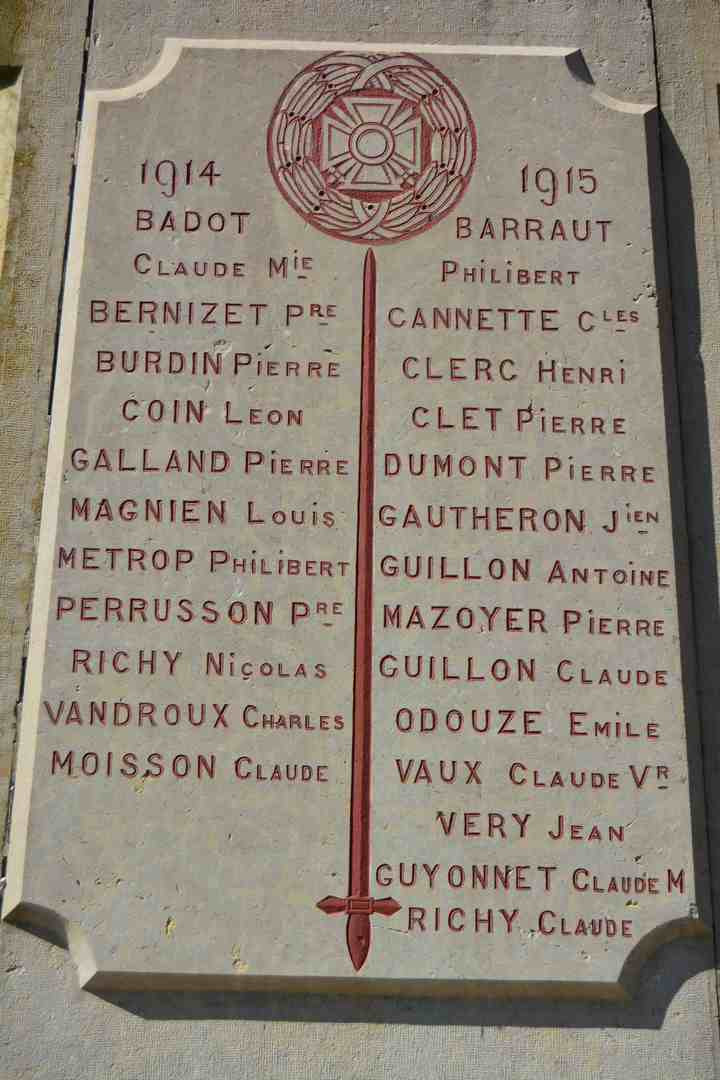 1914
BADOT
CLAUDE Mie
BERNIZET PRE
BURDIN PIERRE
COIN LEON
GALLAND PIERRE
MAGNIEN LOUIS
METROP PHILIBERT
PERRUSSON PRE
RICHY NIÇOLAS
VANDROUX CHARLES
MOISSON CLAUDE
1915
BARRAUT
PHILIBERT
CANNETTE CLES
CLERC HENRI
CLET PIERRE
DUMONT PIERRE
GAUTHERON JIEN
GUILLON ANTOINE
MAZOYER PIERRE
GUILLON CLAUDE
ODOUZE EMILE
VAUX CLAUDE VR
VERY JEAN
GUYONNET CLAUDE M
RICHY CLAUDE